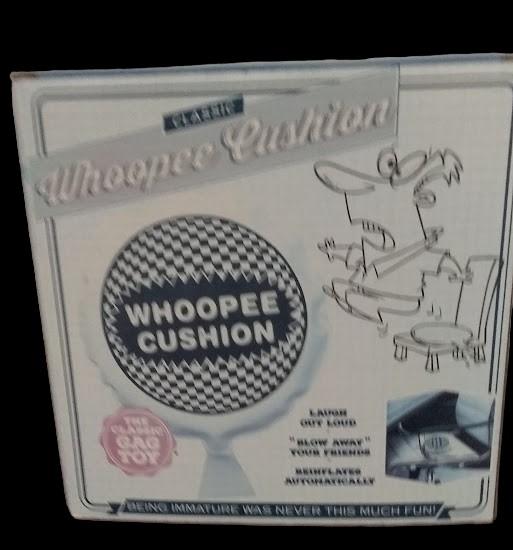 CLASSIC
Whoopee Cushion
WHOOPEE
CUSHION
THE
CLASSIC
GAG
TOY
LAUGH
OUT LOUD
"BLOW AWAY"
YOUR FRIENDS
REINFLATES
AUTOMATICALLY
BEING IMMATURE WAS NEVER THIS MUCH FUN!